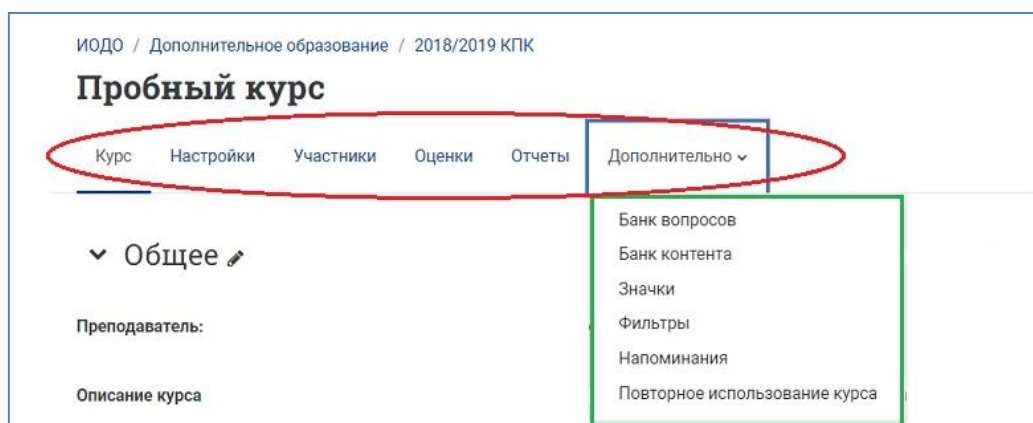 ИОДО / Дополнительное образование / 2018/2019 КПК
Пробный курс
Курс Настройки Участники Оценки Отчеты Дополнительно
Банк вопросов
Общее
Банк контента
Значки
Преподаватель:
Фильтры
Напоминания
Описание курса
Повторное использование курса